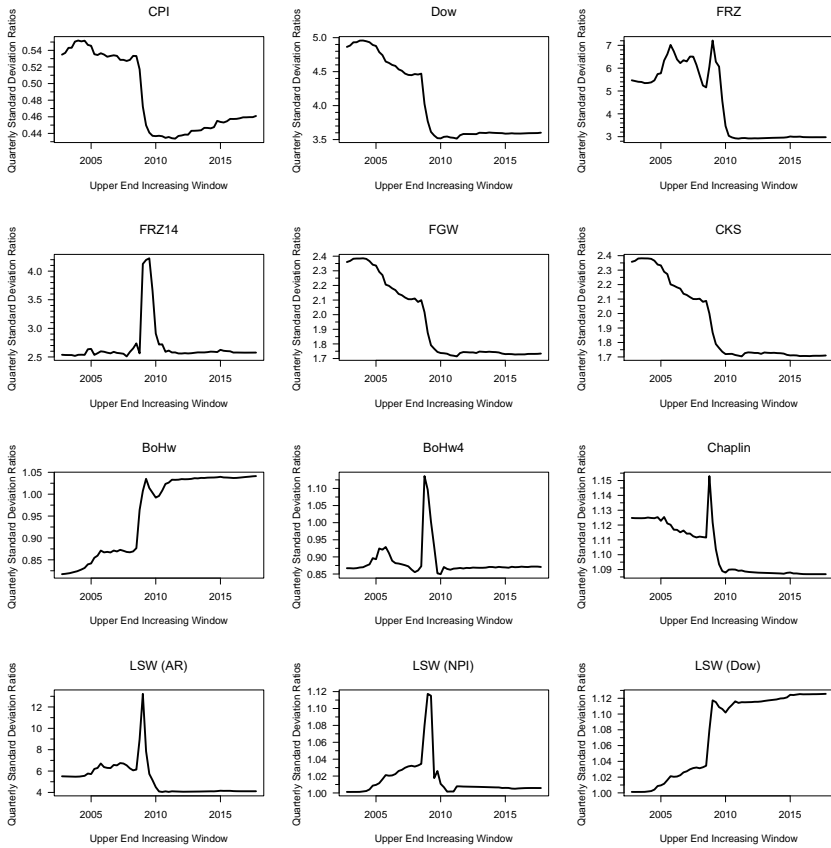 CPI
Quarterly Standard Deviation Ratios
0.54
0.52
0.50
0.48
0.46
0.44
2005 2010 2015
Upper End Increasing Window
Dow
Quarterly Standard Deviation Ratios
5.0
4.5
4.0
3.5
2005 2010 2015
Upper End Increasing Window
FRZ
Quarterly Standard Deviation Ratios
7
6
5
4
3
2005 2010 2015
Upper End Increasing Window
FRZ14
Quarterly Standard Deviation Ratios
4.0
3.5
3.0
2.5
2005 2010 2015
Upper End Increasing Window
FGW
Quarterly Standard Deviation Ratios
2.4
2.3
2.2
2.1
2.0
1.9
1.8
1.7
2005 2010 2015
Upper End Increasing Window
CKS
Quarterly Standard Deviation Ratios
2.4
2.3
2.2
2.1
2.0
1.9
1.8
1.7
2005 2010 2015
Upper End Increasing Window
BoHw
Quarterly Standard Deviation Ratios
1.05
1.00
0.95
0.90
0.85
2005 2010 2015
Upper End Increasing Window
BoHw4
Quarterly Standard Deviation Ratios
1.10
1.05
1.00
0.95
0.90
0.85
2005 2010 2015
Upper End Increasing Window
Chaplin
Quarterly Standard Deviation Ratios
1.15
1.14
1.13
1.12
1.11
1.10
1.09
2005 2010 2015
Upper End Increasing Window
LSW (AR)
Quarterly Standard Deviation Ratios
12
10
8
6
4
2005 2010 2015
Upper End Increasing Window
LSW (NPI)
Quarterly Standard Deviation Ratios
1.12
1.10
1.08
1.06
1.04
1.02
1.00
2005 2010 2015
Upper End Increasing Window
LSW (Dow)
Quarterly Standard Deviation Ratios
1.12
1.10
1.08
1.06
1.04
1.02
1.00
2005 2010 2015
Upper End Increasing Window